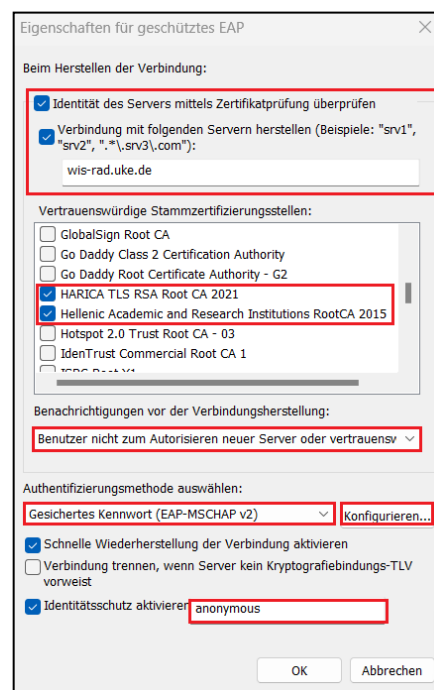 Eigenschaften für geschütztes EAP
Beim Herstellen der Verbindung:
Identität des Servers mittels Zertifikatprüfung überprüfen
Verbindung mit folgenden Servern herstellen (Beispiele: "srv1",
"srv2", ".*\.srv3\.com"):
wis-rad.uke.de
Vertrauenswürdige Stammzertifizierungsstellen:
GlobalSign Root CA
Go Daddy Class 2 Certification Authority
Go Daddy Root Certificate Authority - G2
HARICA TLS RSA Root CA 2021
Hellenic Academic and Research Institutions RootCA 2015
Hotspot 2.0 Trust Root CA - 03
IdenTrust Commercial Root CA 1
Benachrichtigungen vor der Verbindungsherstellung:
Benutzer nicht zum Autorisieren neuer Server oder vertrauensv
Authentifizierungsmethode auswählen:
Gesichertes Kennwort (EAP-MSCHAP v2)
Konfigurieren...
Schnelle Wiederherstellung der Verbindung aktivieren
Verbindung trennen, wenn Server kein Kryptografiebindungs-TLV
vorweist
Identitätsschutz aktivieren
anonymous
OK
Abbrechen